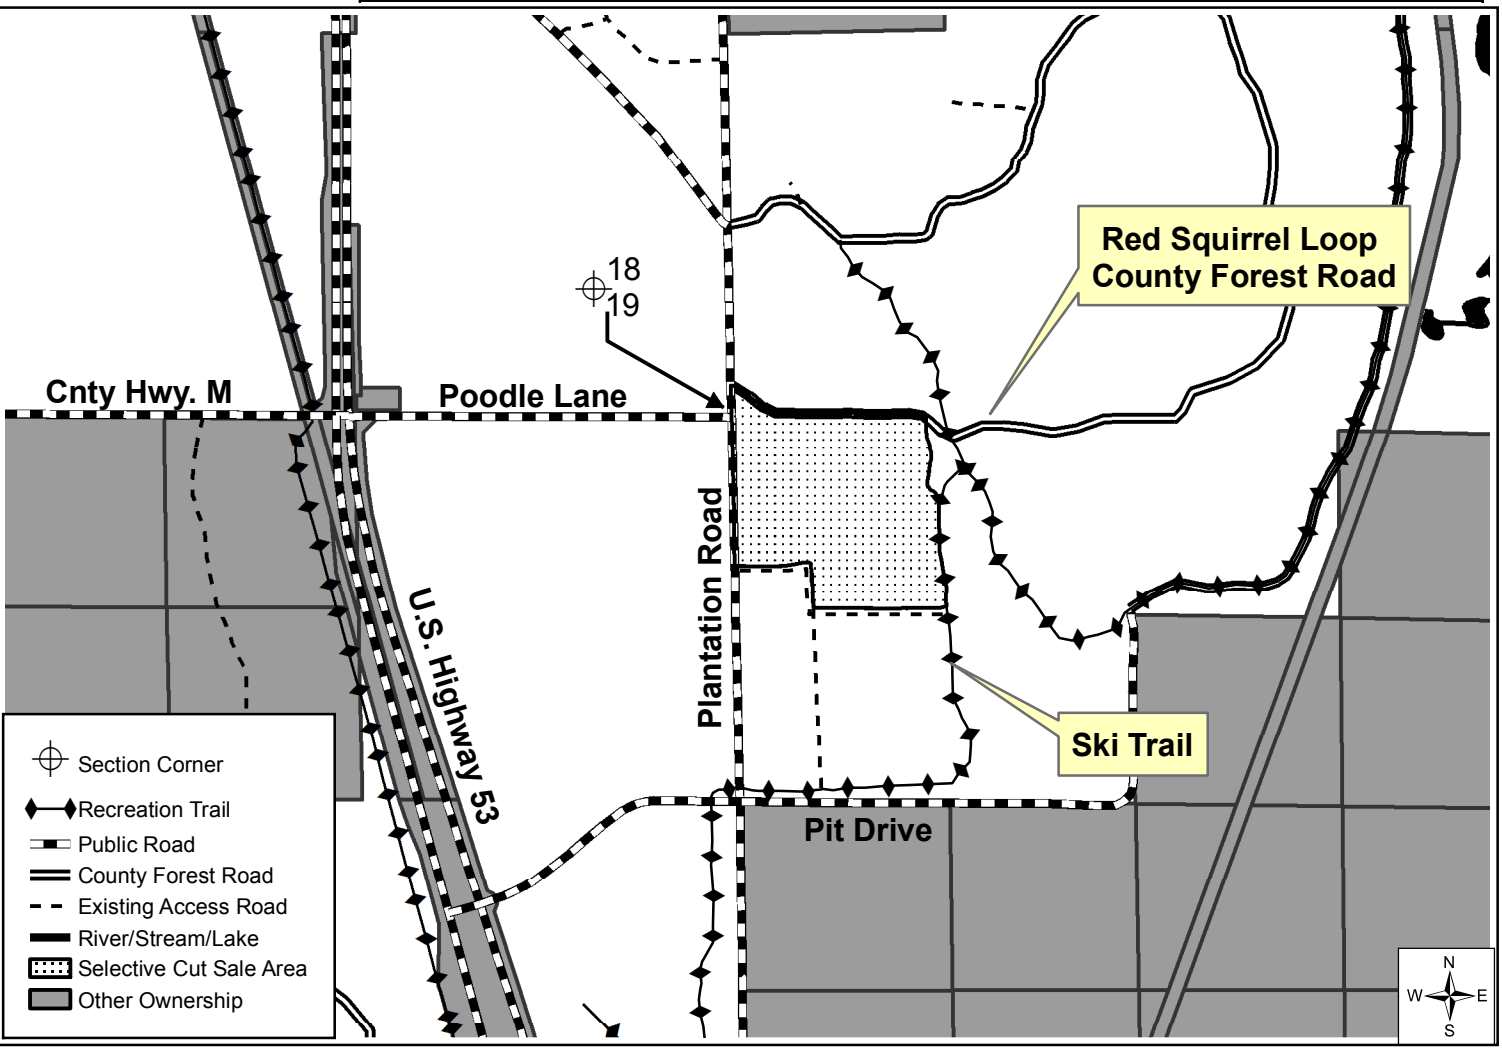 18
19
Red Squirrel Loop
County Forest Road
Cnty Hwy. M
Poodle Lane
Plantation Road
U.S. Highway 53
Ski Trail
Pit Drive
Section Corner
Recreation Trail
Public Road
County Forest Road
Existing Access Road
River/Stream/Lake
Selective Cut Sale Area
Other Ownership
N
W E
S